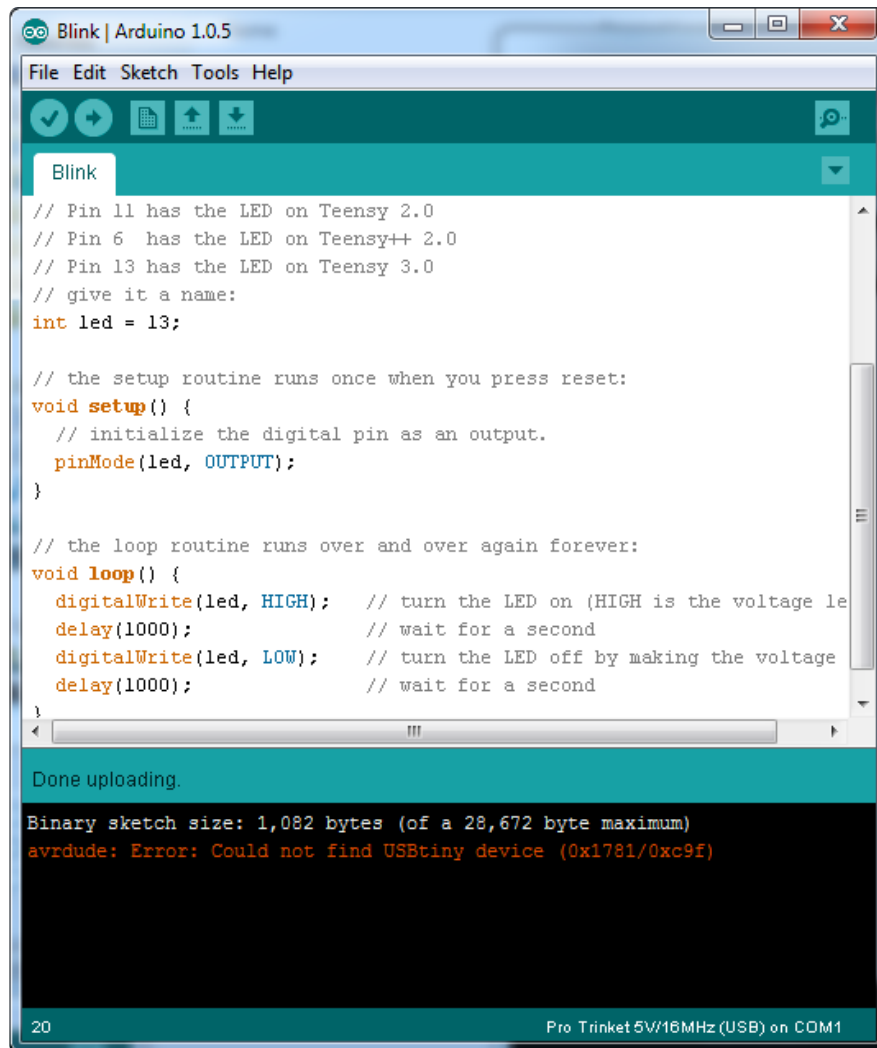 Blink | Arduino 1.0.5
File Edit Sketch Tools Help
Blink
// Pin 11 has the LED on Teensy 2.0
// Pin 6  has the LED on Teensy++ 2.0
// Pin 13 has the LED on Teensy 3.0
// give it a name:
int led = 13;
// the setup routine runs once when you press reset:
void setup() {
  // initialize the digital pin as an output.
  pinMode(led, OUTPUT);
}
// the loop routine runs over and over again forever:
void loop() {
  digitalWrite(led, HIGH);   // turn the LED on (HIGH is the voltage le
  delay(1000);               // wait for a second
  digitalWrite(led, LOW);    // turn the LED off by making the voltage
  delay(1000);               // wait for a second
}
Done uploading.
Binary sketch size: 1,082 bytes (of a 28,672 byte maximum)
avrdude: Error: Could not find USBtiny device (0x1781/0xc9f)
20 Pro Trinket 5V/16MHz (USB) on COM1